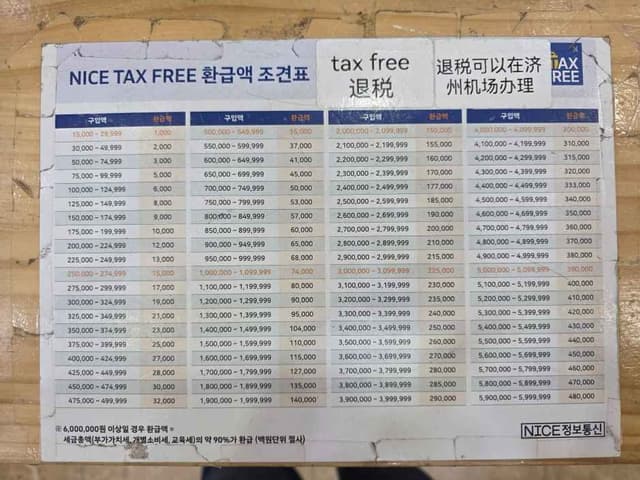 NICE TAX FREE 환급액 조견표
tax free
退税
退税可以在济
州机场办理
TAX
FREE
구입액 환급액 구입액 환급액 구입액 환급액 구입액 환급액
15,000 ~ 29,999 1,000 500,000 ~ 549,999 35,000 2,000,000 ~ 2,099,999 150,000 4,000,000 ~ 4,099,999 300,000
30,000 ~ 49,999 2,000 550,000 ~ 599,999 37,000 2,100,000 ~ 2,199,999 155,000 4,100,000 ~ 4,199,999 310,000
50,000 ~ 74,999 3,000 600,000 ~ 649,999 41,000 2,200,000 ~ 2,299,999 160,000 4,200,000 ~ 4,299,999 315,000
75,000 ~ 99,999 5,000 650,000 ~ 699,999 45,000 2,300,000 ~ 2,399,999 170,000 4,300,000 ~ 4,399,999 320,000
100,000 ~ 124,999 6,000 700,000 ~ 749,999 50,000 2,400,000 ~ 2,499,999 177,000 4,400,000 ~ 4,499,999 333,000
125,000 ~ 149,999 8,000 750,000 ~ 799,999 53,000 2,500,000 ~ 2,599,999 185,000 4,500,000 ~ 4,599,999 340,000
150,000 ~ 174,999 9,000 800,000 ~ 849,999 57,000 2,600,000 ~ 2,699,999 190,000 4,600,000 ~ 4,699,999 350,000
175,000 ~ 199,999 10,000 850,000 ~ 899,999 60,000 2,700,000 ~ 2,799,999 200,000 4,700,000 ~ 4,799,999 360,000
200,000 ~ 224,999 12,000 900,000 ~ 949,999 65,000 2,800,000 ~ 2,899,999 210,000 4,800,000 ~ 4,899,999 370,000
225,000 ~ 249,999 13,000 950,000 ~ 999,999 68,000 2,900,000 ~ 2,999,999 215,000 4,900,000 ~ 4,999,999 380,000
250,000 ~ 274,999 15,000 1,000,000 ~ 1,099,999 74,000 3,000,000 ~ 3,099,999 225,000 5,000,000 ~ 5,099,999 390,000
275,000 ~ 299,999 17,000 1,100,000 ~ 1,199,999 80,000 3,100,000 ~ 3,199,999 230,000 5,100,000 ~ 5,199,999 400,000
300,000 ~ 324,999 19,000 1,200,000 ~ 1,299,999 90,000 3,200,000 ~ 3,299,999 235,000 5,200,000 ~ 5,299,999 410,000
325,000 ~ 349,999 21,000 1,300,000 ~ 1,399,999 95,000 3,300,000 ~ 3,399,999 240,000 5,300,000 ~ 5,399,999 420,000
350,000 ~ 374,999 23,000 1,400,000 ~ 1,499,999 104,000 3,400,000 ~ 3,499,999 250,000 5,400,000 ~ 5,499,999 430,000
375,000 ~ 399,999 25,000 1,500,000 ~ 1,599,999 110,000 3,500,000 ~ 3,599,999 260,000 5,500,000 ~ 5,599,999 440,000
400,000 ~ 424,999 27,000 1,600,000 ~ 1,699,999 115,000 3,600,000 ~ 3,699,999 270,000 5,600,000 ~ 5,699,999 450,000
425,000 ~ 449,999 28,000 1,700,000 ~ 1,799,999 127,000 3,700,000 ~ 3,799,999 280,000 5,700,000 ~ 5,799,999 460,000
450,000 ~ 474,999 30,000 1,800,000 ~ 1,899,999 135,000 3,800,000 ~ 3,899,999 285,000 5,800,000 ~ 5,899,999 470,000
475,000 ~ 499,999 32,000 1,900,000 ~ 1,999,999 140,000 3,900,000 ~ 3,999,999 290,000 5,900,000 ~ 5,999,999 480,000
※ 6,000,000원 이상일 경우 환급액 =
세금총액(부가가치세, 개별소비세, 교육세)의 약 90%가 환급 (백원단위 절사)
NICE정보통신